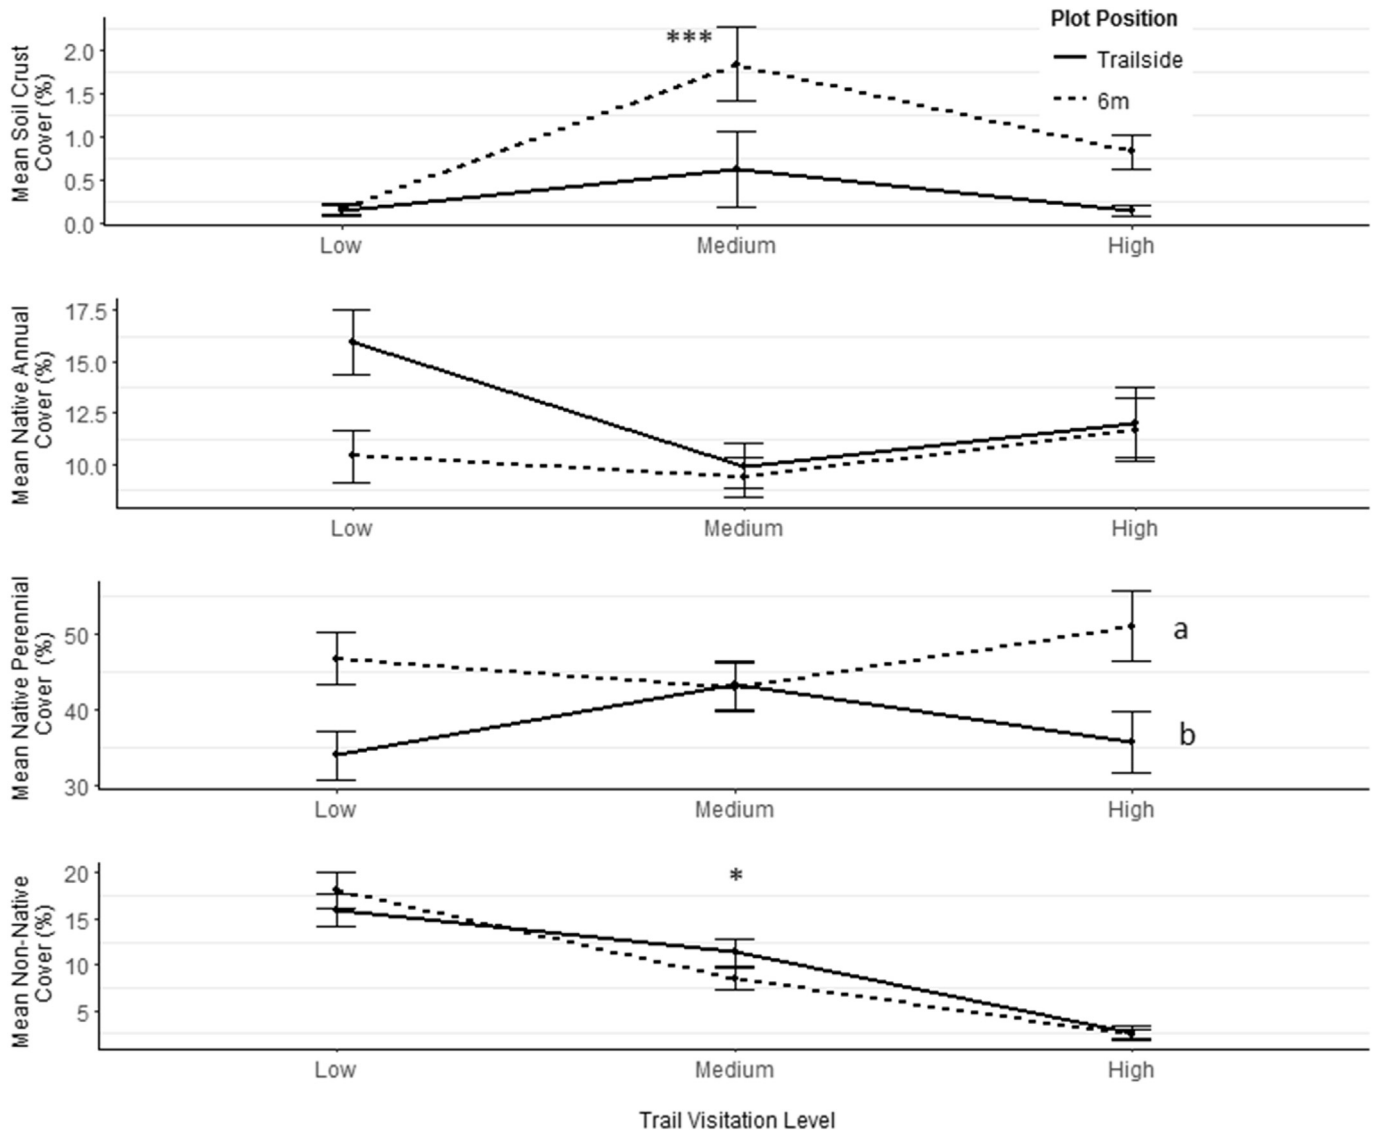 Plot Position
Trailside
6m
Mean Soil Crust
Cover (%)
2.0
1.5
1.0
0.5
0.0
***
Low
Medium
High
Mean Native Annual
Cover (%)
17.5
15.0
12.5
10.0
Low
Medium
High
Mean Native Perennial
Cover (%)
50
40
30
a
b
Low
Medium
High
Mean Non-Native
Cover (%)
20
15
10
5
*
Low
Medium
High
Trail Visitation Level